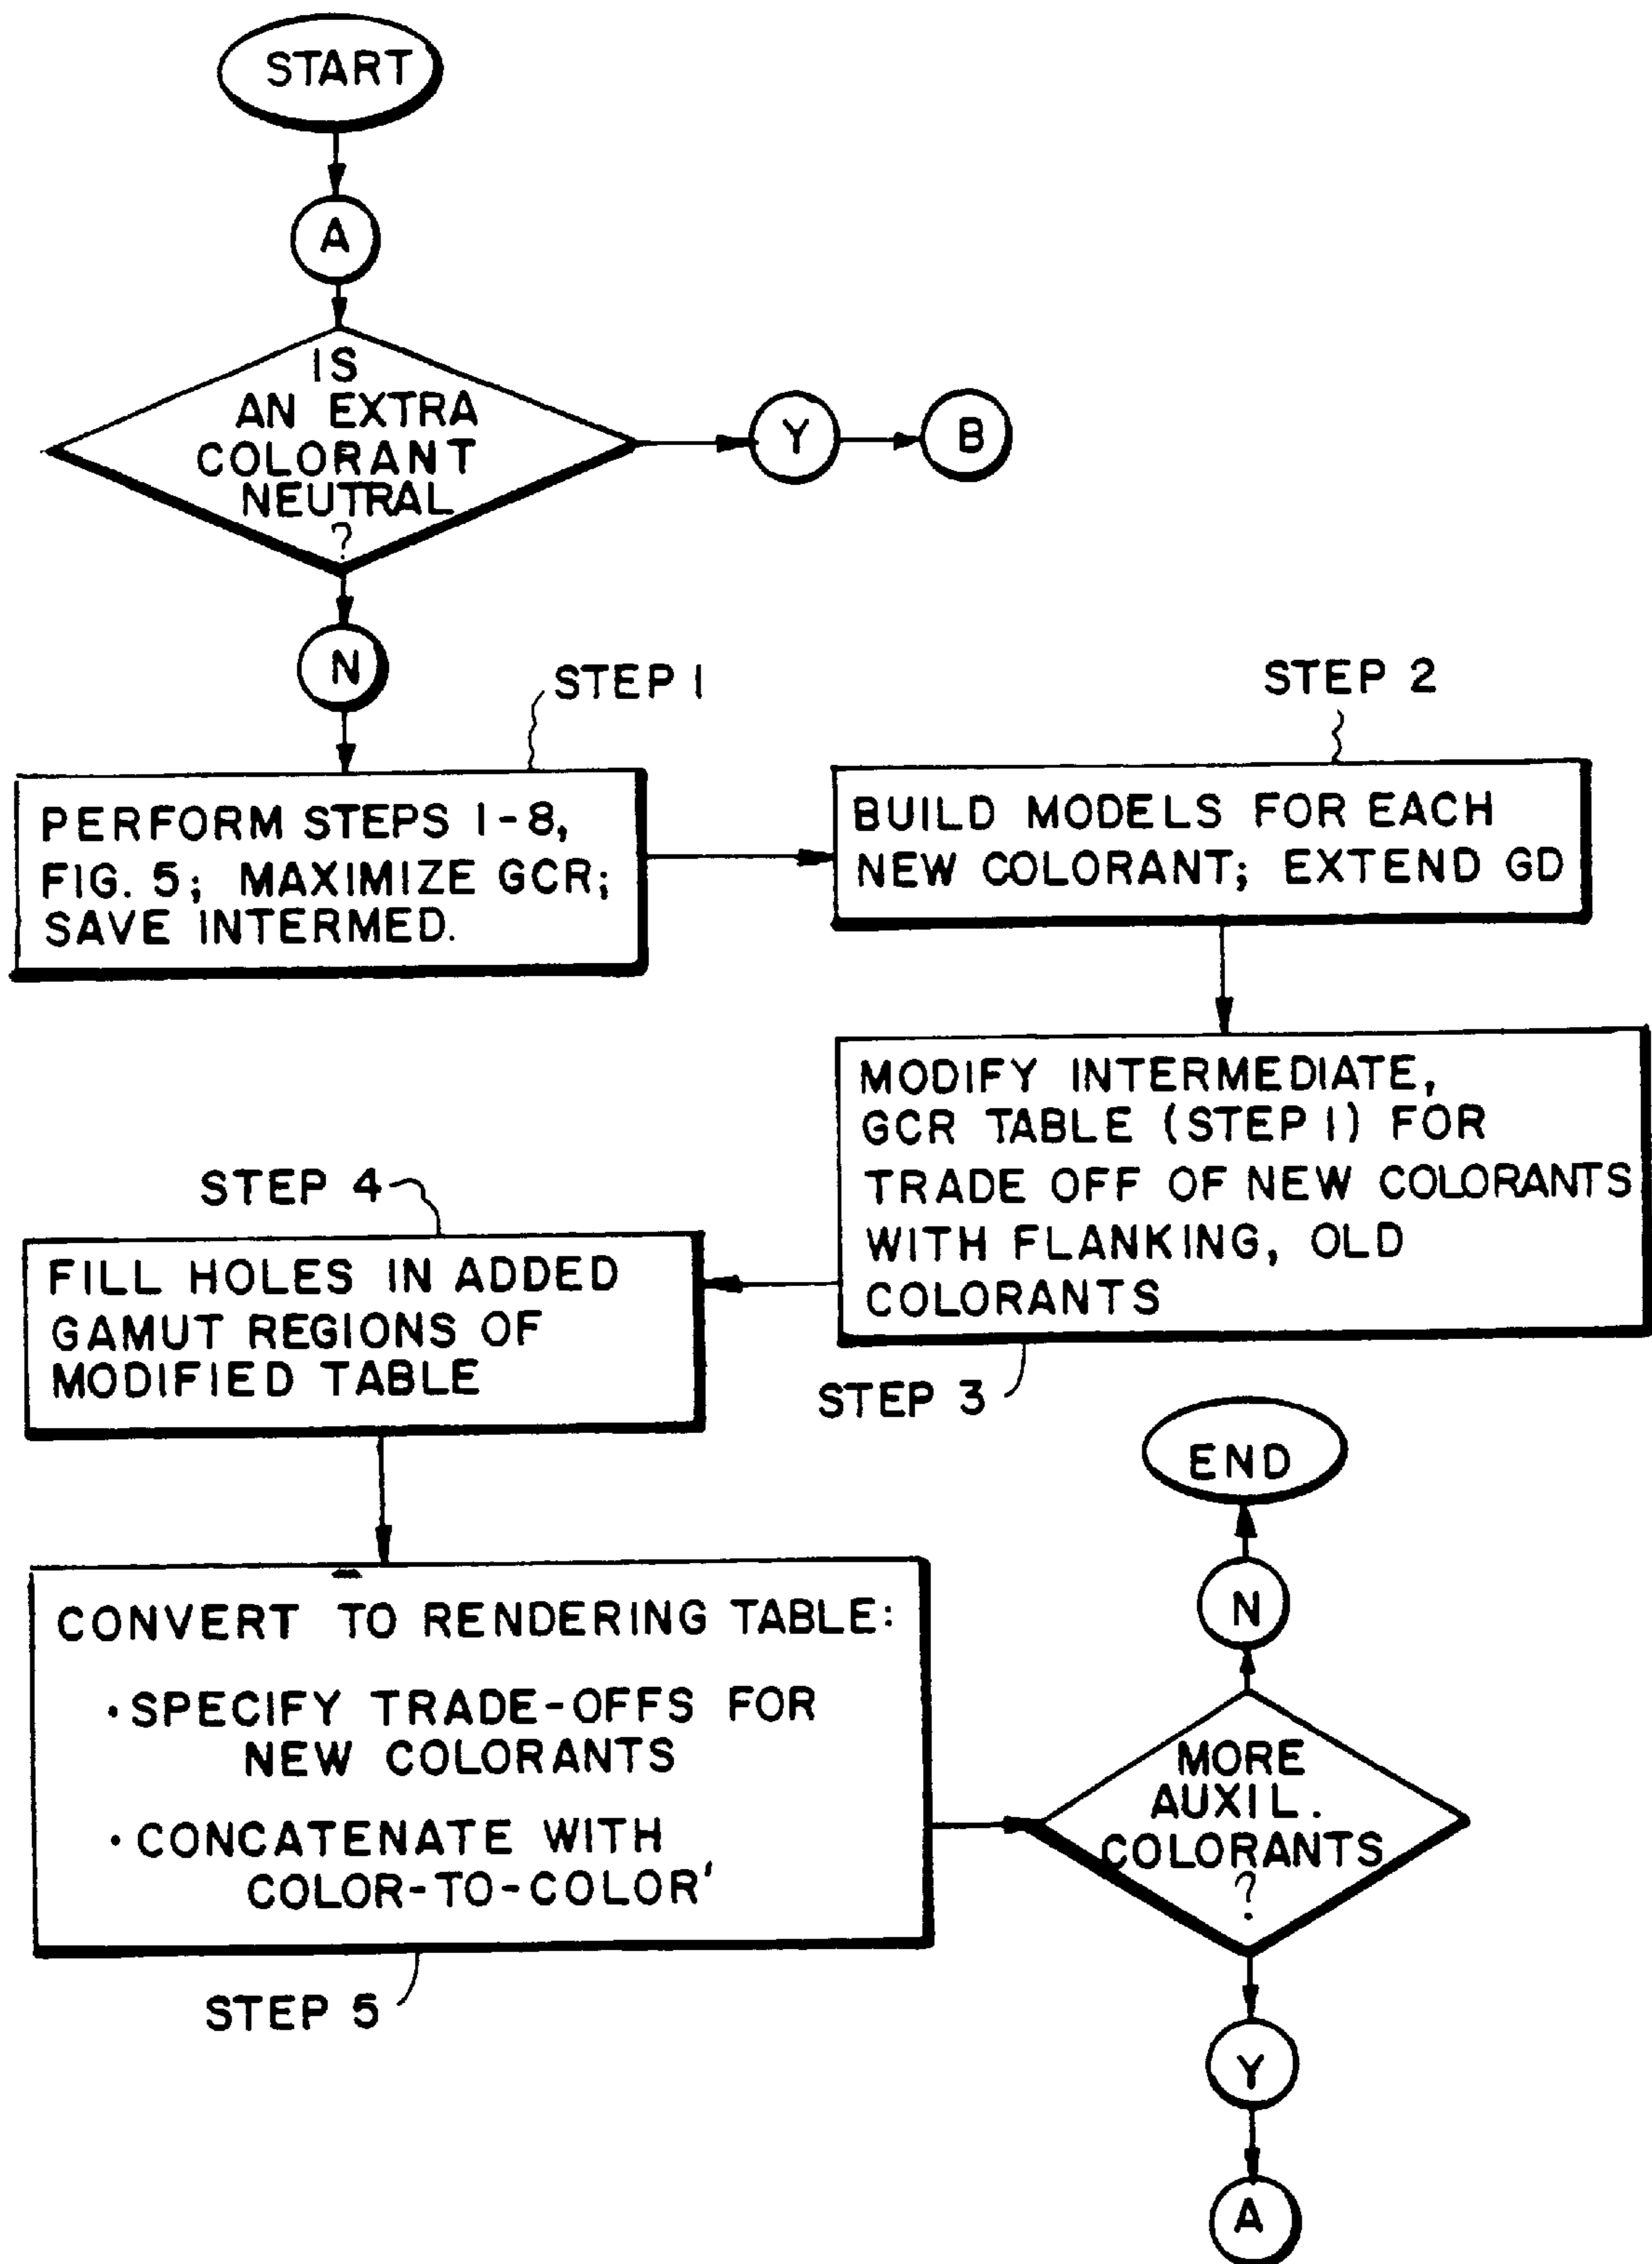 START
A
IS
AN EXTRA
COLORANT
NEUTRAL
?
Y
B
N
STEP 1
PERFORM STEPS 1-8,
FIG. 5; MAXIMIZE GCR;
SAVE INTERMED.
STEP 2
BUILD MODELS FOR EACH
NEW COLORANT; EXTEND GD
MODIFY INTERMEDIATE,
GCR TABLE (STEP 1) FOR
TRADE OFF OF NEW COLORANTS
WITH FLANKING, OLD
COLORANTS
STEP 3
STEP 4
FILL HOLES IN ADDED
GAMUT REGIONS OF
MODIFIED TABLE
CONVERT TO RENDERING TABLE:
• SPECIFY TRADE-OFFS FOR
NEW COLORANTS
• CONCATENATE WITH
COLOR-TO-COLOR'
STEP 5
END
N
MORE
AUXIL.
COLORANTS
?
Y
A